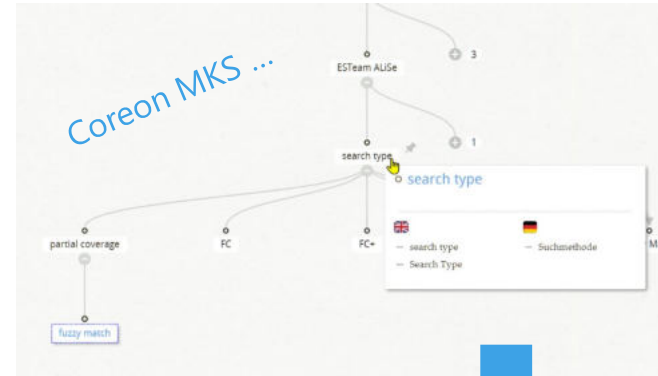 Coreon MKS ...
3
ESTeam ALiSe
1
search type
search type
partial coverage
FC
FC+
M
– search type
– Suchmethode
– Search Type
fuzzy match